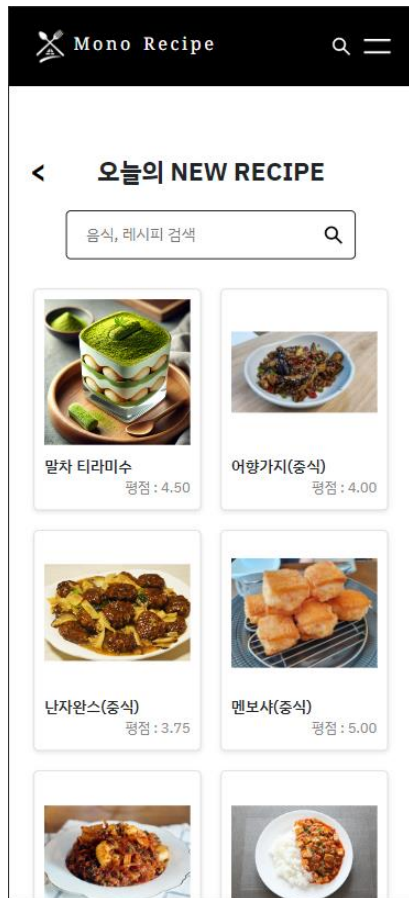 Mono Recipe
< 오늘의 NEW RECIPE
음식, 레시피 검색
말차 티라미수
평점 : 4.50
어향가지(중식)
평점 : 4.00
난자완스(중식)
평점 : 3.75
멘보샤(중식)
평점 : 5.00